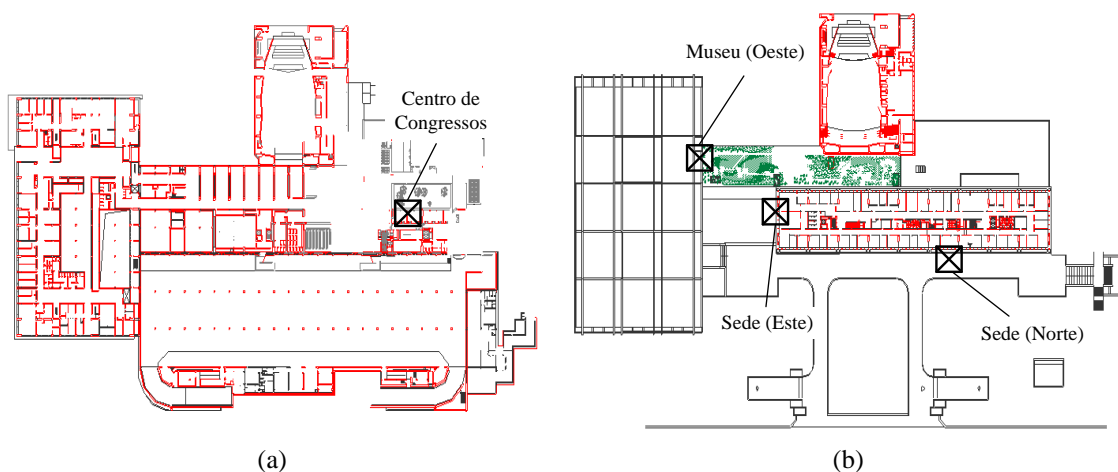 Centro de
Congressos
(a)
Museu (Oeste)
Sede (Este)
Sede (Norte)
(b)